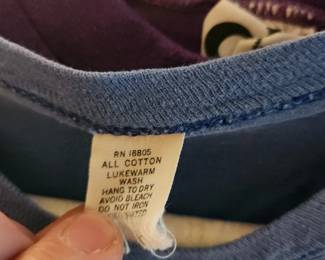 RN 18805
ALL COTTON
LUKEWARM
WASH
HANG TO DRY
AVOID BLEACH
DO NOT IRON